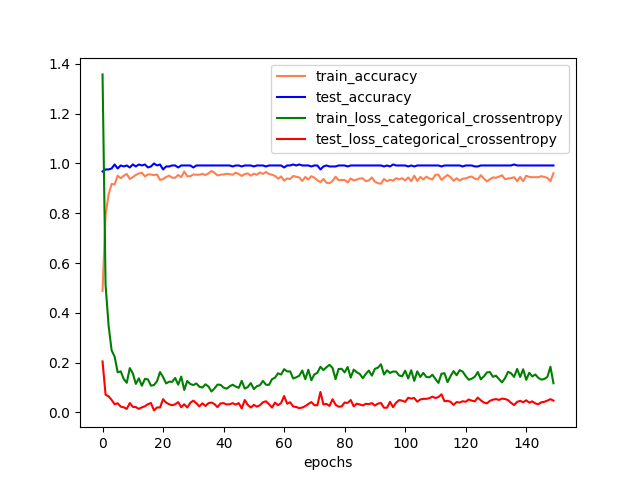 train_accuracy
test_accuracy
train_loss_categorical_crossentropy
test_loss_categorical_crossentropy
1.4
1.2
1.0
0.8
0.6
0.4
0.2
0.0
0 20 40 60 80 100 120 140
epochs